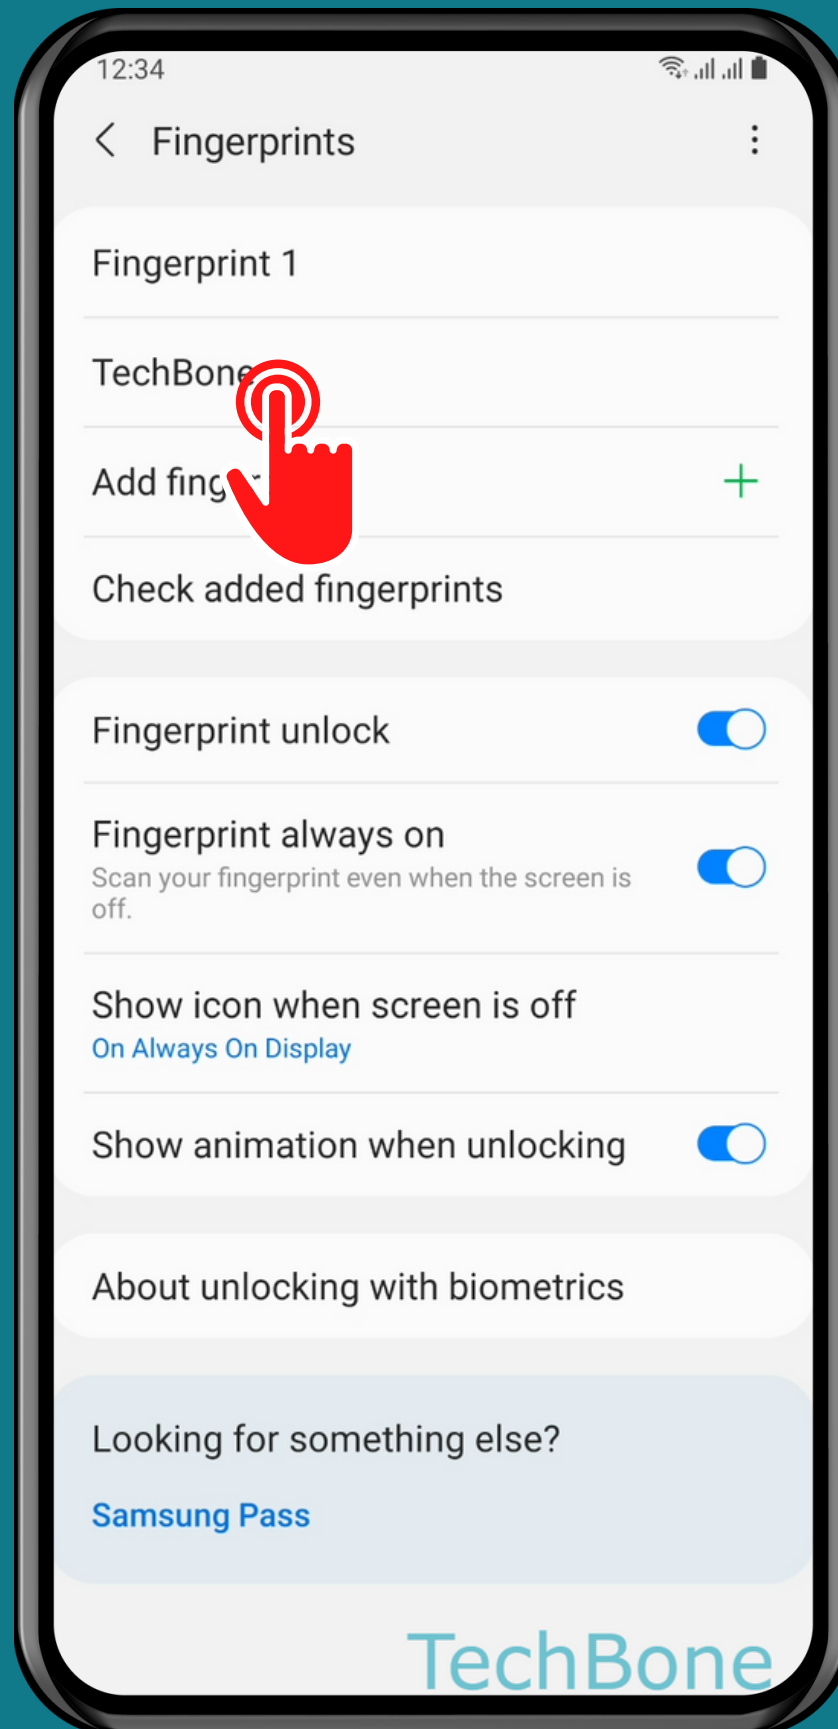 12:34
Fingerprints
Fingerprint 1
TechBone
Add
Check added fingerprints
Fingerprint unlock
Fingerprint always on
Scan your fingerprint even when the screen is
off.
Show icon when screen is off
On Always On Display
Show animation when unlocking
About unlocking with biometrics
Looking for something else?
Samsung Pass
TechBone